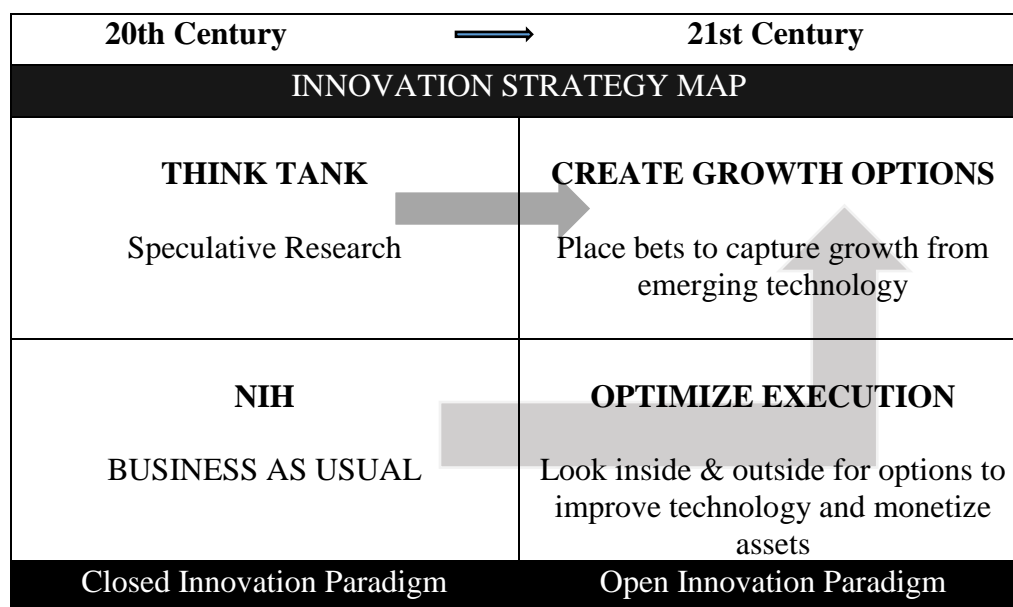 20th Century 21st Century
INNOVATION STRATEGY MAP
THINK TANK
Speculative Research
CREATE GROWTH OPTIONS
Place bets to capture growth from
emerging technology
NIH
BUSINESS AS USUAL
OPTIMIZE EXECUTION
Look inside & outside for options to
improve technology and monetize
assets
Closed Innovation Paradigm
Open Innovation Paradigm